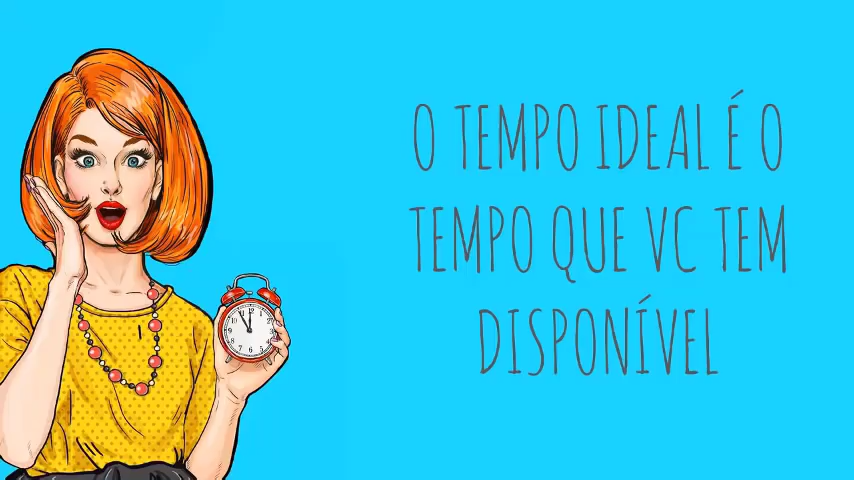 O TEMPO IDEAL É O
TEMPO QUE VC TEM
DISPONÍVEL